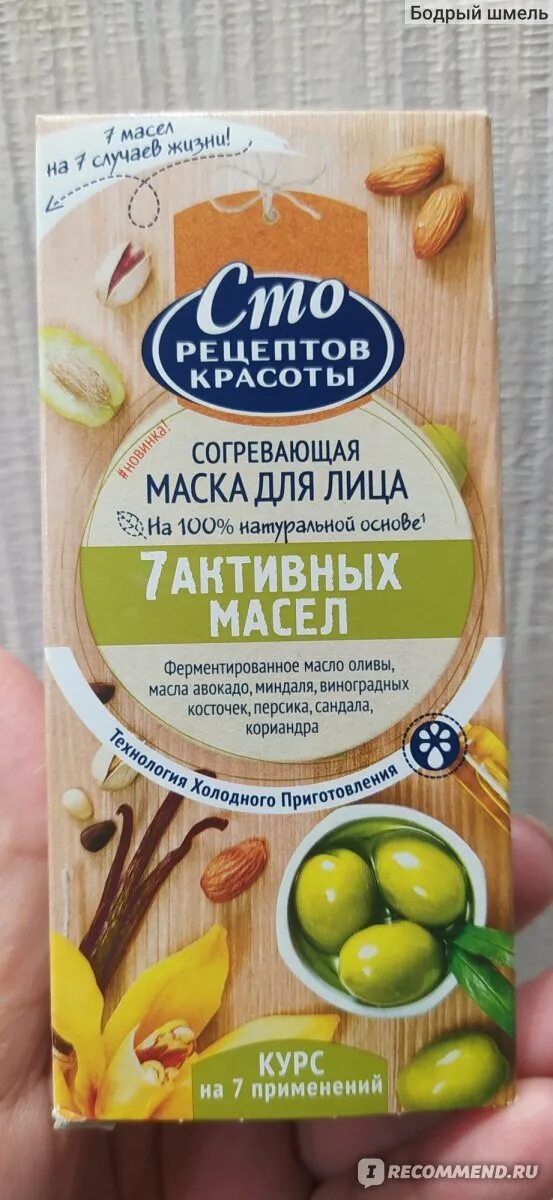 Бодрый шмель
7 масел
на 7 случаев жизни!
Сто
РЕЦЕПТОВ
КРАСОТЫ
#новинка!
СОГРЕВАЮЩАЯ
МАСКА ДЛЯ ЛИЦА
На 100% натуральной основе¹
7 АКТИВНЫХ
МАСЕЛ
Ферментированное масло оливы,
масла авокадо, миндаля, виноградных
косточек, персика, сандала,
кориандра
Технология Холодного Приготовления
КУРС
на 7 применений
I RECOMMEND.RU